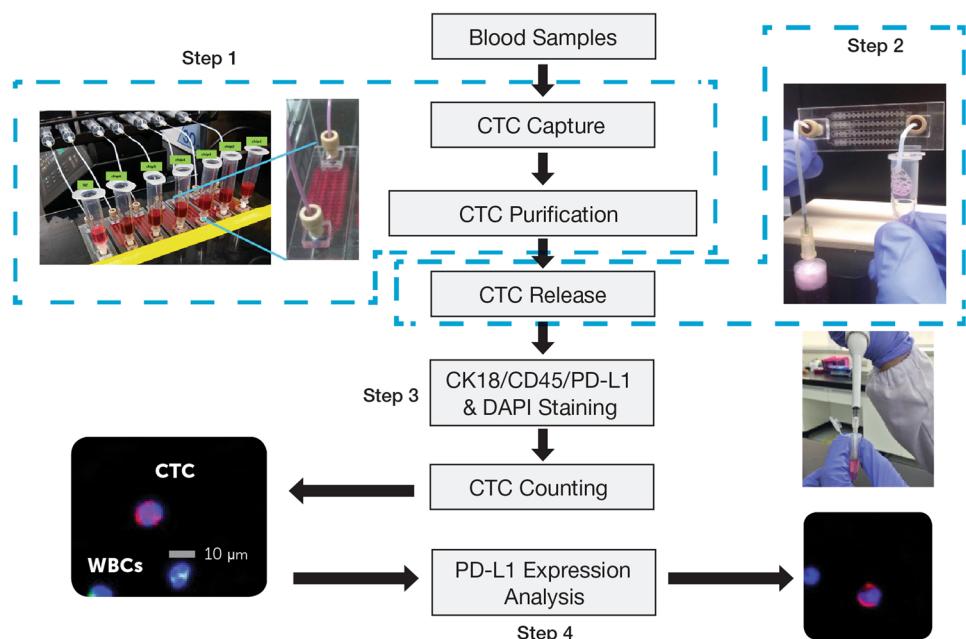 Blood Samples
Step 1
Step 2
CTC Capture
CTC Purification
CTC Release
Step 3
CK18/CD45/PD-L1
& DAPI Staining
CTC
CTC Counting
10 µm
WBCs
PD-L1 Expression
Analysis
Step 4